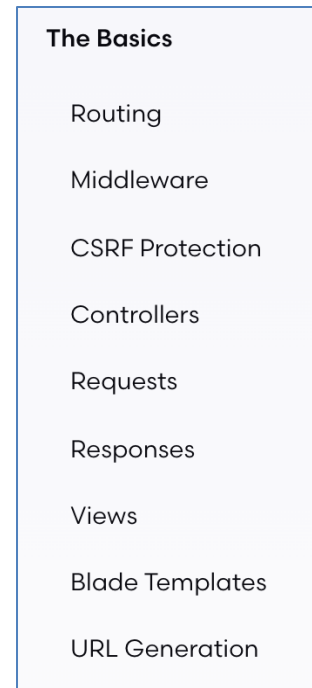 The Basics
Routing
Middleware
CSRF Protection
Controllers
Requests
Responses
Views
Blade Templates
URL Generation